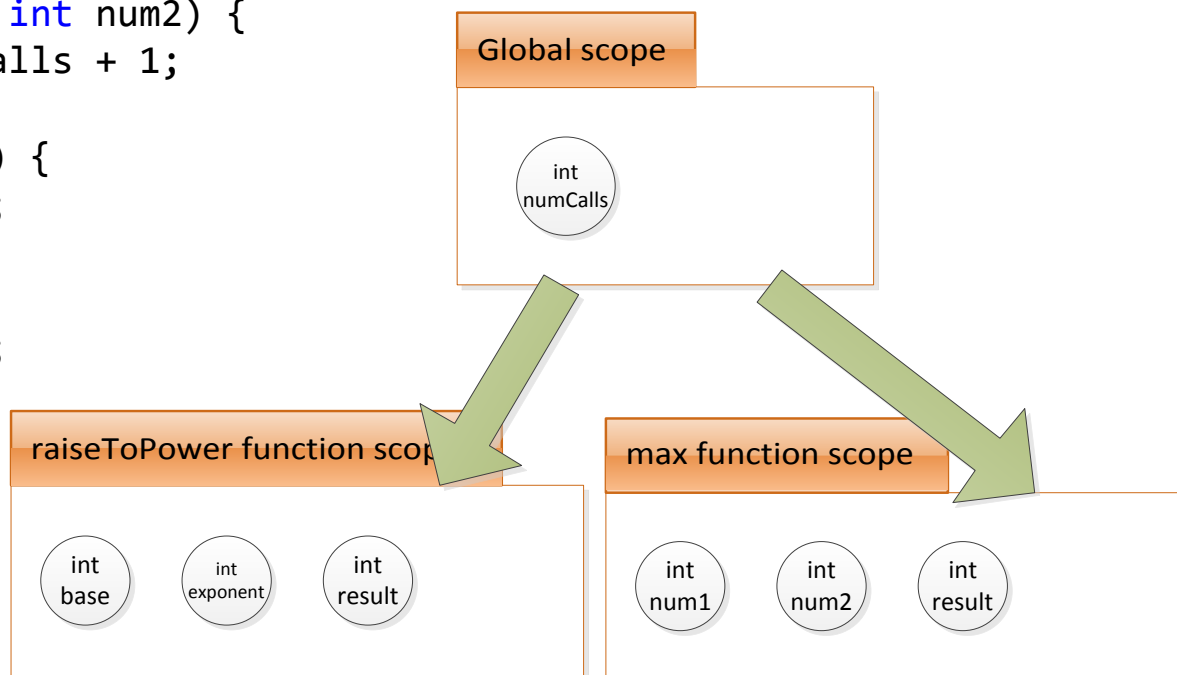 int num2) {
alls + 1;
) {
;
;
Global scope
int
numCalls
raiseToPower function scop
max function scope
int
base
int
exponent
int
result
int
num1
int
num2
int
result